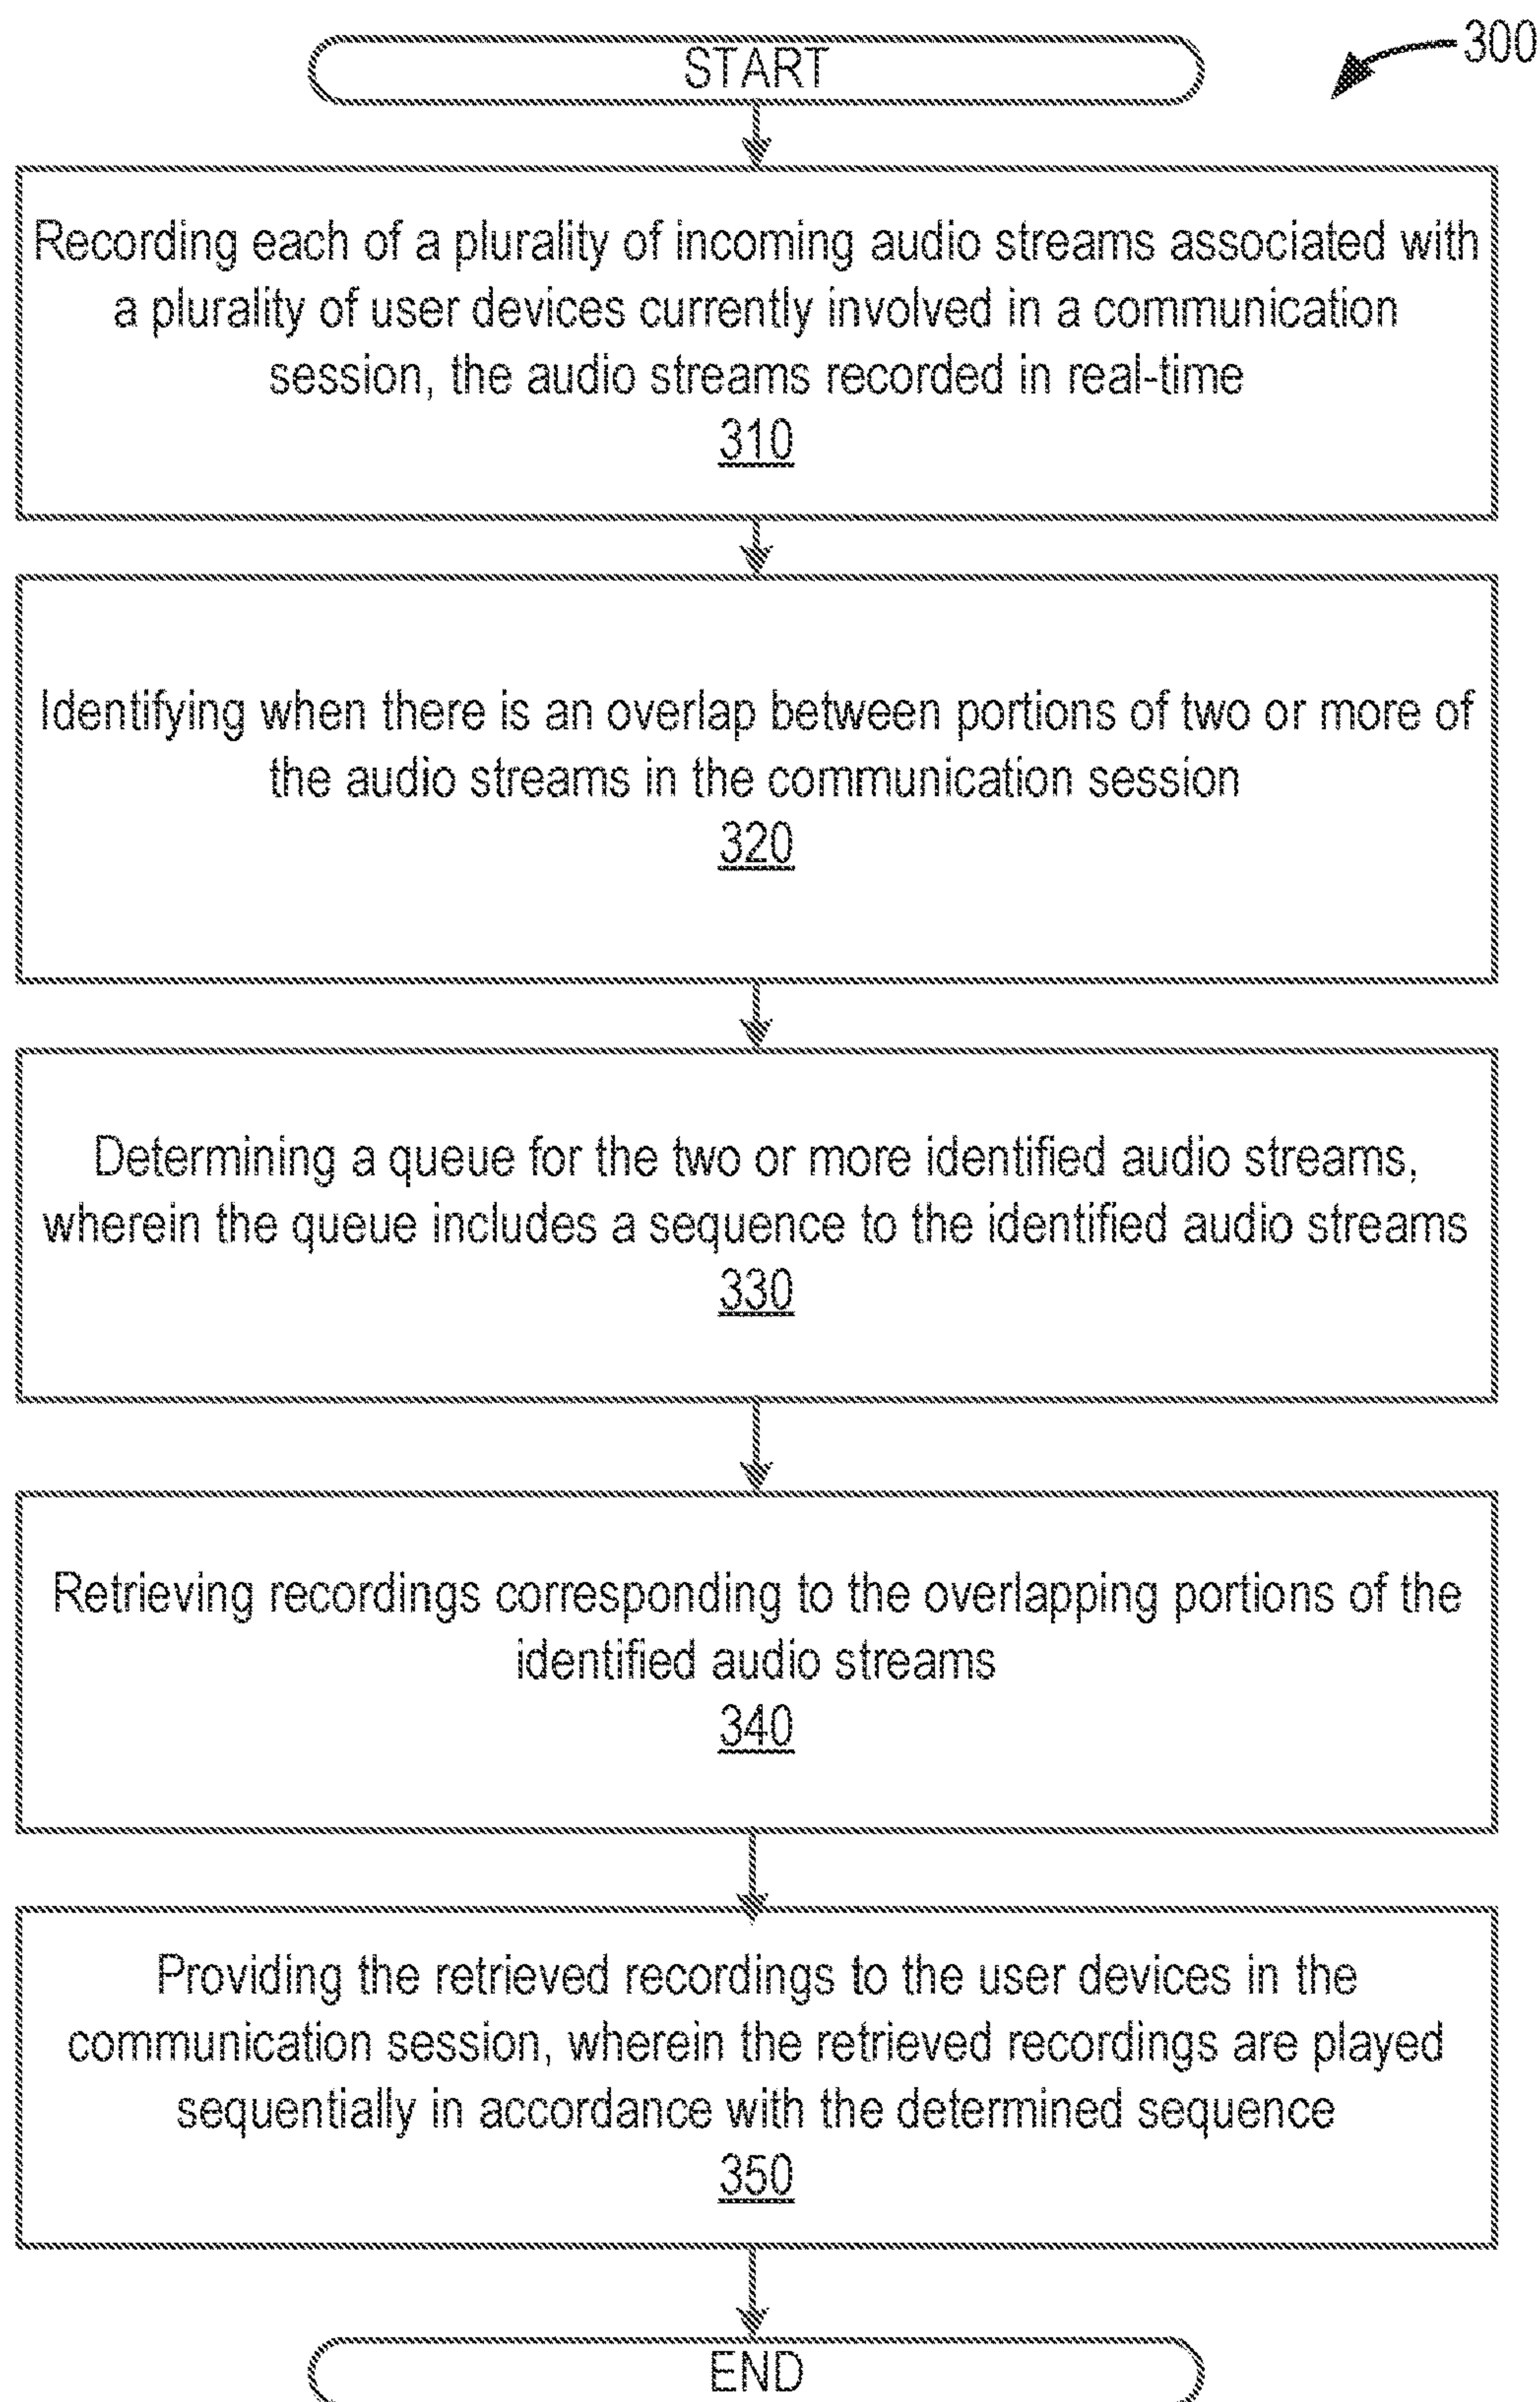 START
300
Recording each of a plurality of incoming audio streams associated with
a plurality of user devices currently involved in a communication
session, the audio streams recorded in real-time
310
Identifying when there is an overlap between portions of two or more of
the audio streams in the communication session
320
Determining a queue for the two or more identified audio streams,
wherein the queue includes a sequence to the identified audio streams
330
Retrieving recordings corresponding to the overlapping portions of the
identified audio streams
340
Providing the retrieved recordings to the user devices in the
communication session, wherein the retrieved recordings are played
sequentially in accordance with the determined sequence
350
END